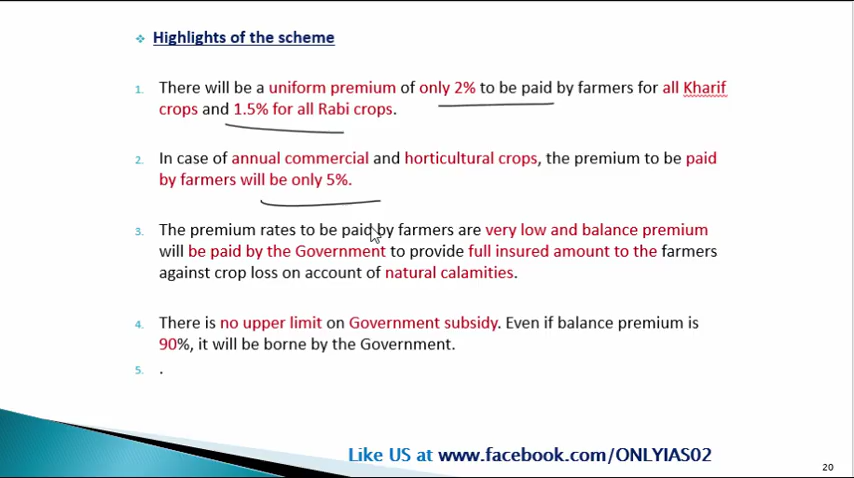 ❖ Highlights of the scheme
1. There will be a uniform premium of only 2% to be paid by farmers for all Kharif
crops and 1.5% for all Rabi crops.
2. In case of annual commercial and horticultural crops, the premium to be paid
by farmers will be only 5%.
3. The premium rates to be paid by farmers are very low and balance premium
will be paid by the Government to provide full insured amount to the farmers
against crop loss on account of natural calamities.
4. There is no upper limit on Government subsidy. Even if balance premium is
90%, it will be borne by the Government.
5. .
Like US at www.facebook.com/ONLYIAS02
20